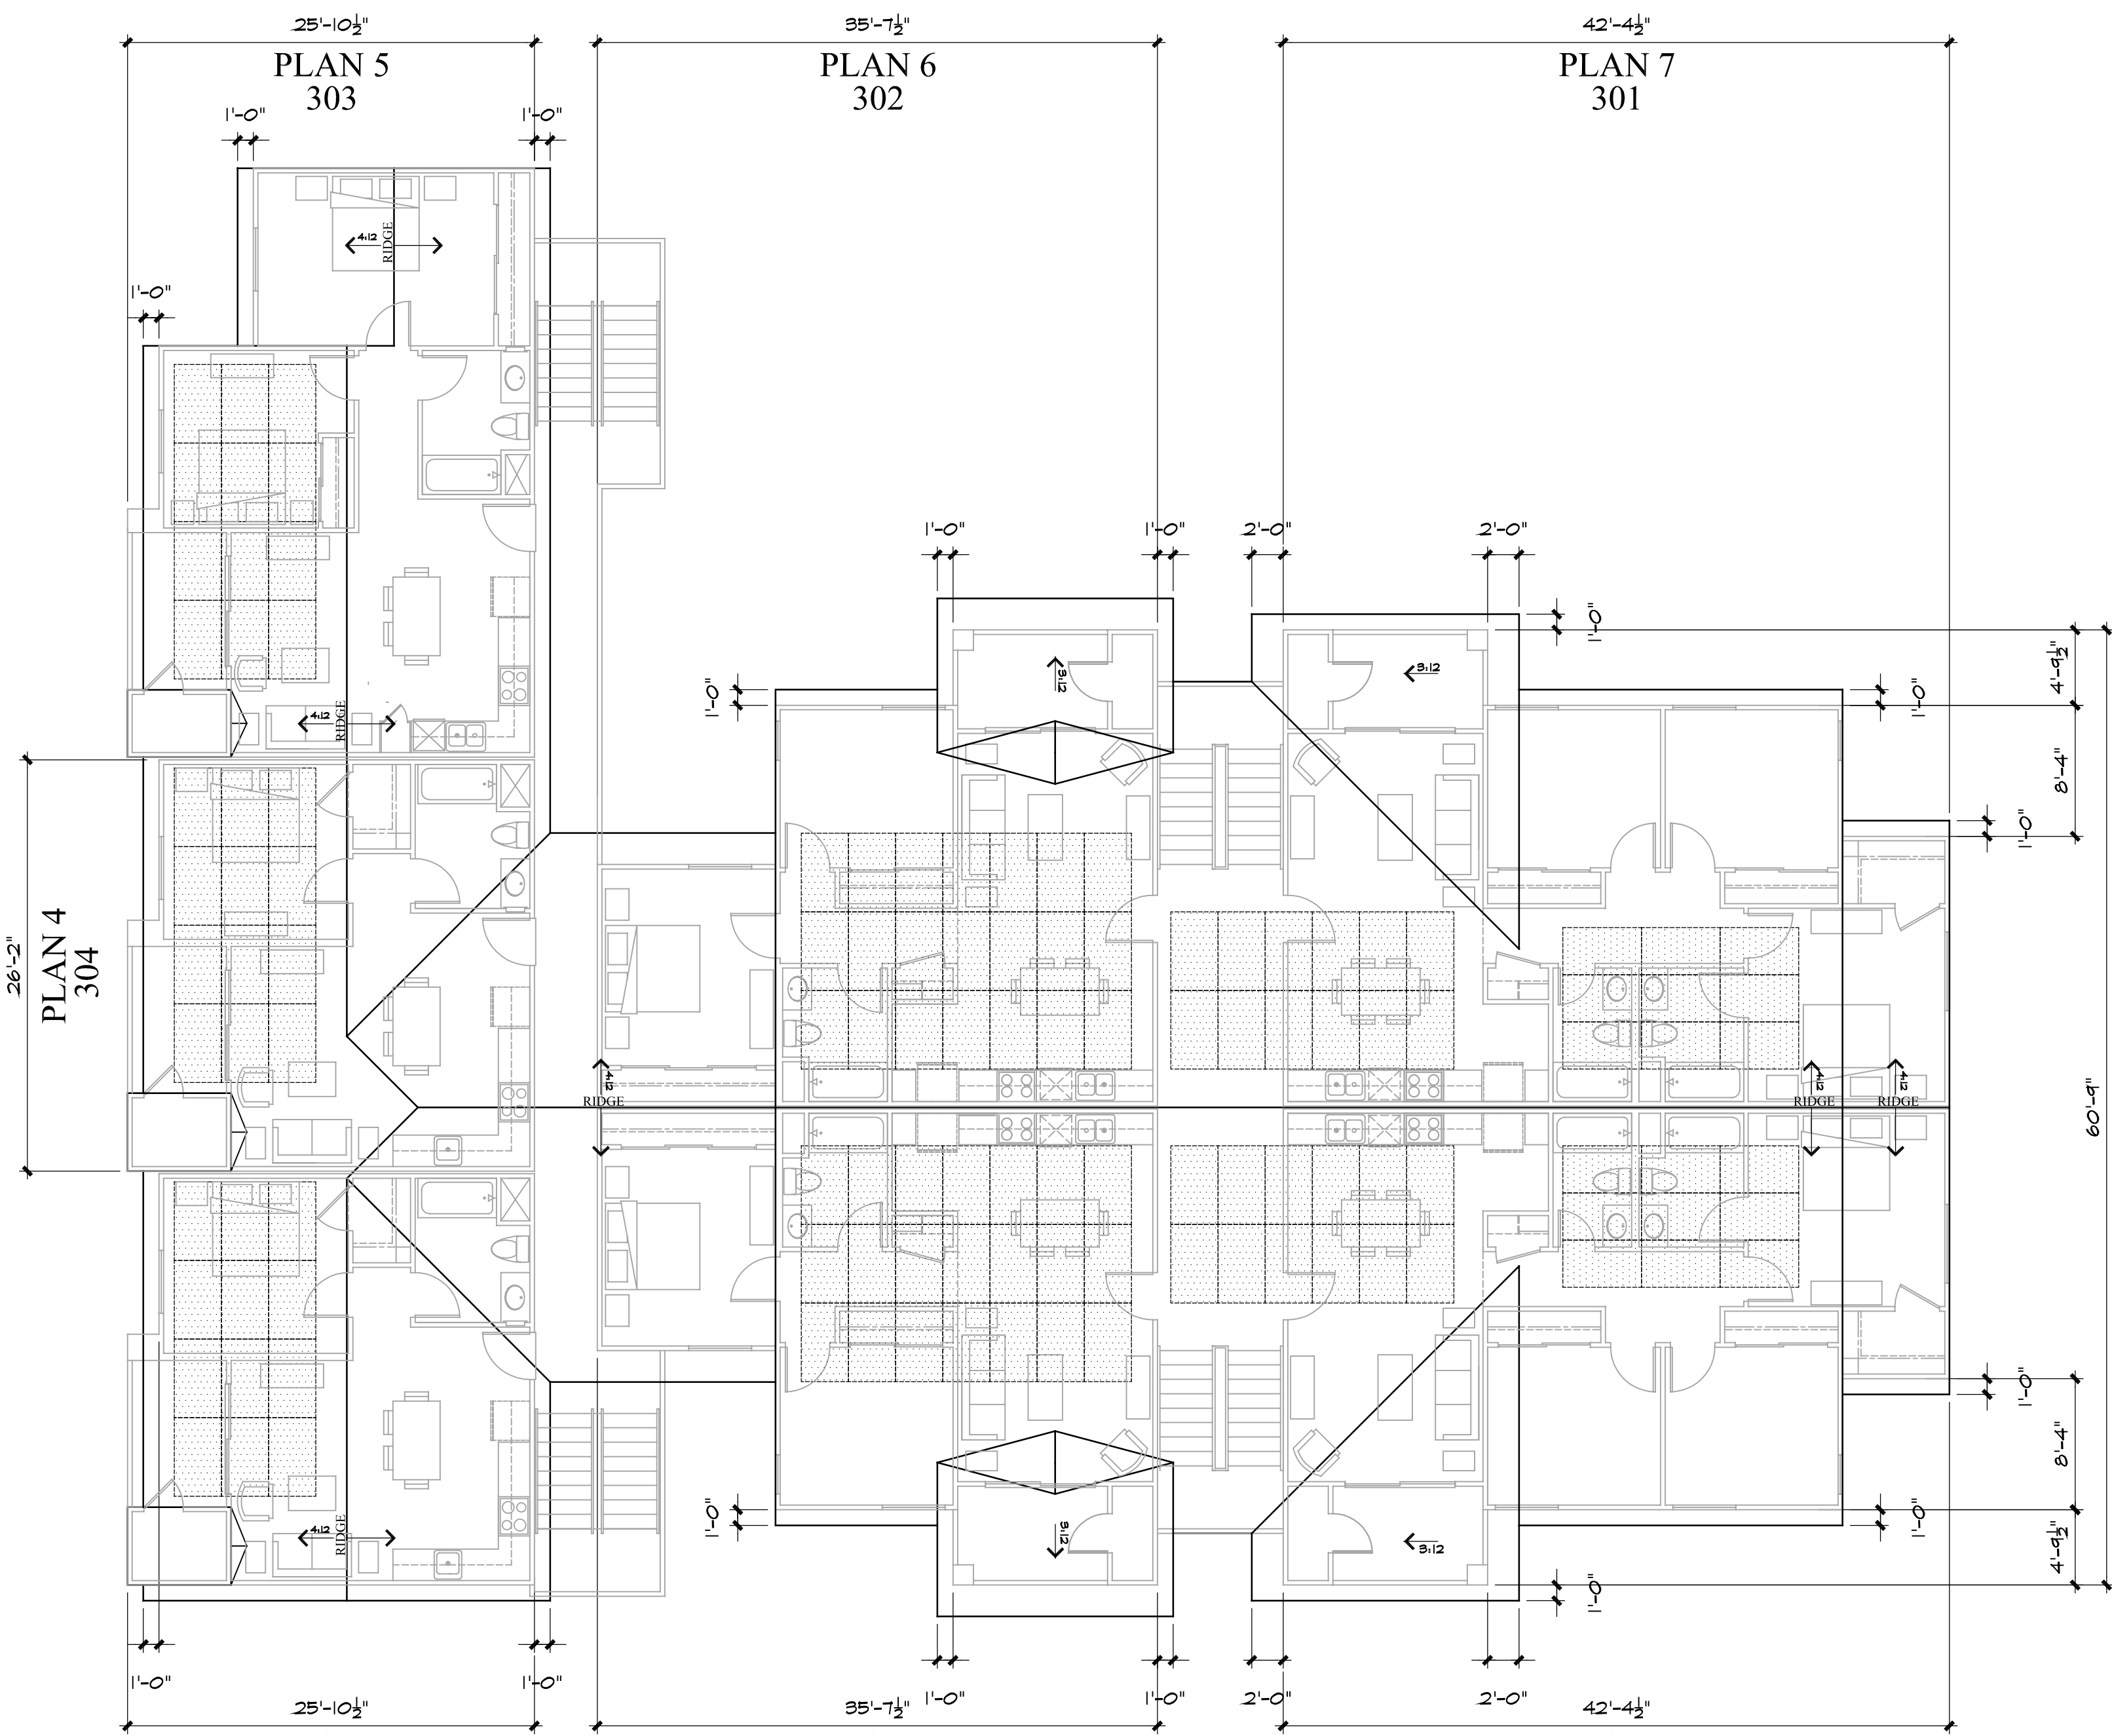 25'-10½" 35'-7½" 42'-4½"
PLAN 5 PLAN 6 PLAN 7
303 302 301
1'-0" 1'-0"
4:12
RIDGE
1'-0"
1'-0" 1'-0" 2'-0" 2'-0"
1'-0"
4'-9½"
3:12
3:12
1'-0"
1'-0"
4:12
RIDGE
8'-4"
1'-0"
26'-2"
PLAN 4
304
4:12
RIDGE
4:12
RIDGE
4:12
RIDGE
60'-9"
1'-0"
8'-4"
1'-0"
1'-0"
4:12
RIDGE
3:12
3:12
4'-9½"
1'-0"
1'-0" 1'-0"
1'-0" 1'-0" 2'-0" 2'-0"
25'-10½" 35'-7½" 42'-4½"